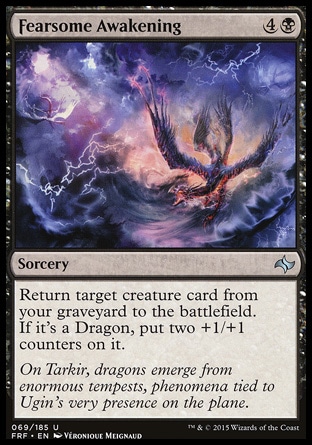 Fearsome Awakening 4
Sorcery
Return target creature card from
your graveyard to the battlefield.
If it's a Dragon, put two +1/+1
counters on it.
On Tarkir, dragons emerge from
enormous tempests, phenomena tied to
Ugin's very presence on the plane.
069/185 U
FRF • EN Véronique Meignaud
™ & © 2015 Wizards of the Coast